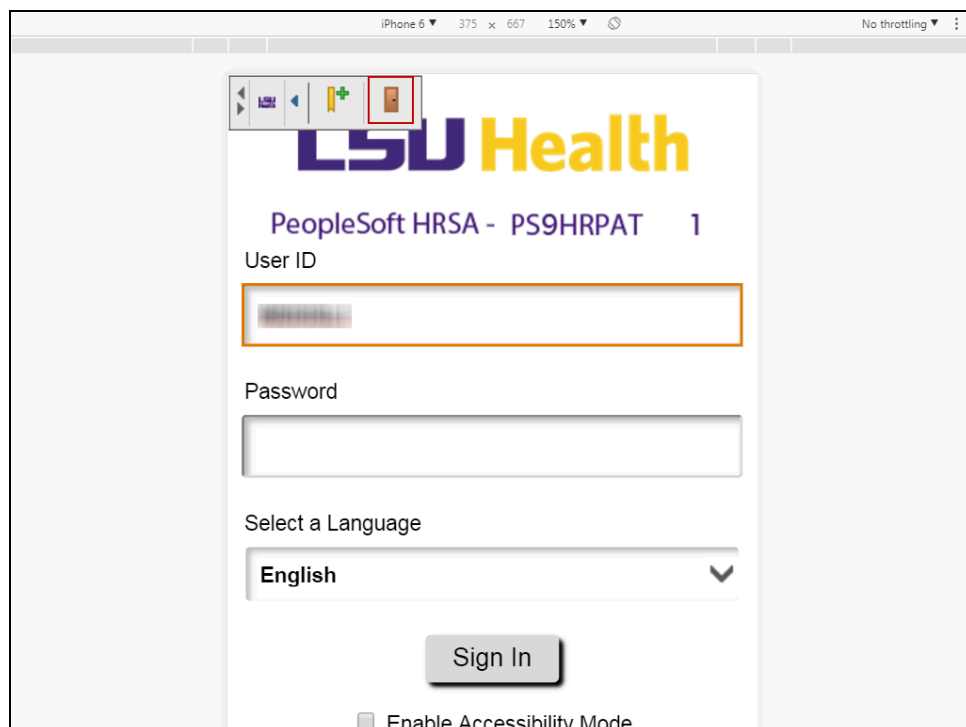 iPhone 6 ▼ 375 × 667 150% ▼ No throttling ▼
LSU Health
PeopleSoft HRSA - PS9HRPAT 1
User ID
Password
Select a Language
English
Sign In
Enable Accessibility Mode